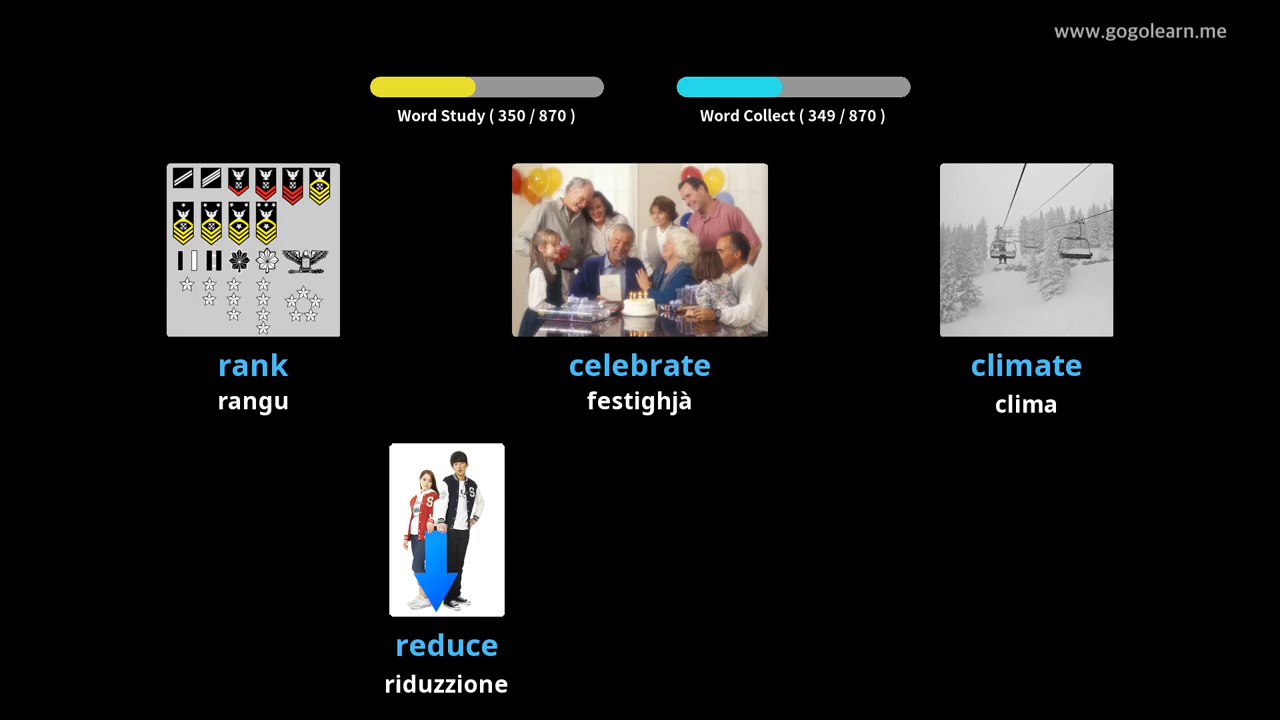 www.gogolearn.me
Word Study ( 350 / 870 )
Word Collect ( 349 / 870 )
rank
rangu
celebrate
festighjà
climate
clima
S
S
reduce
riduzzione